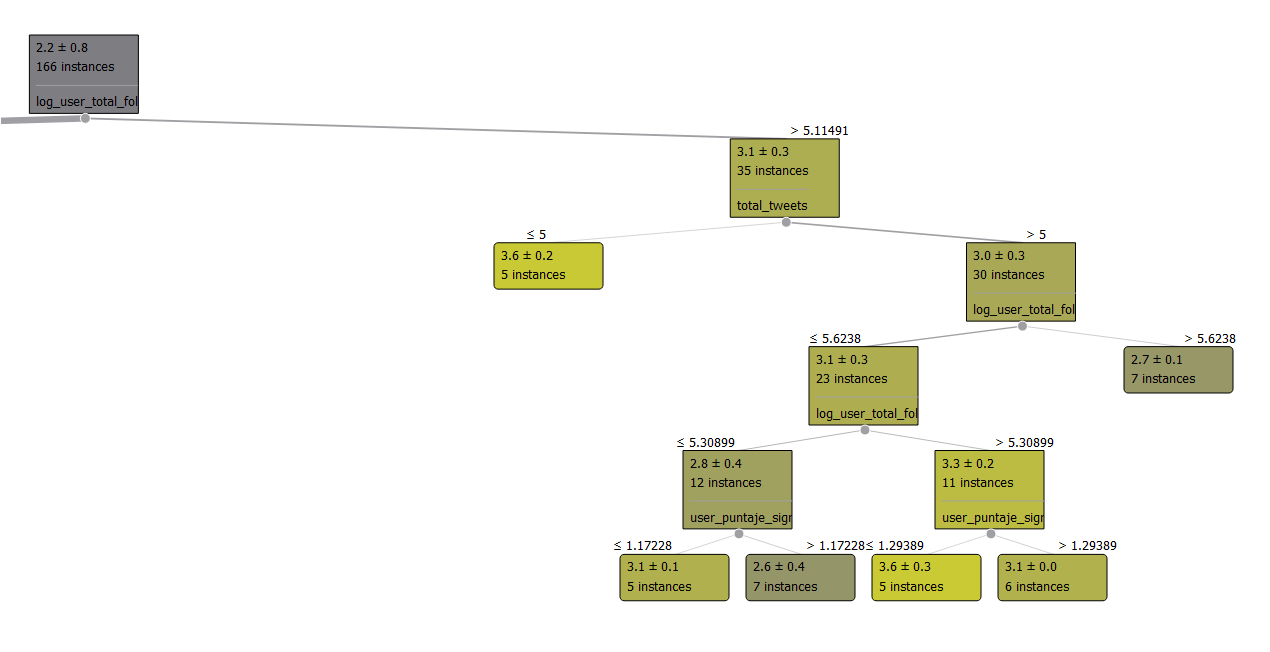 2.2 ± 0.8
166 instances
log_user_total_fol
> 5.11491
3.1 ± 0.3
35 instances
total_tweets
≤ 5
> 5
3.6 ± 0.2
5 instances
3.0 ± 0.3
30 instances
log_user_total_fol
≤ 5.6238
> 5.6238
3.1 ± 0.3
23 instances
log_user_total_fol
2.7 ± 0.1
7 instances
≤ 5.30899
> 5.30899
2.8 ± 0.4
12 instances
user_puntaje_sigr
3.3 ± 0.2
11 instances
user_puntaje_sigr
≤ 1.17228
> 1.17228
≤ 1.29389
> 1.29389
3.1 ± 0.1
5 instances
2.6 ± 0.4
7 instances
3.6 ± 0.3
5 instances
3.1 ± 0.0
6 instances